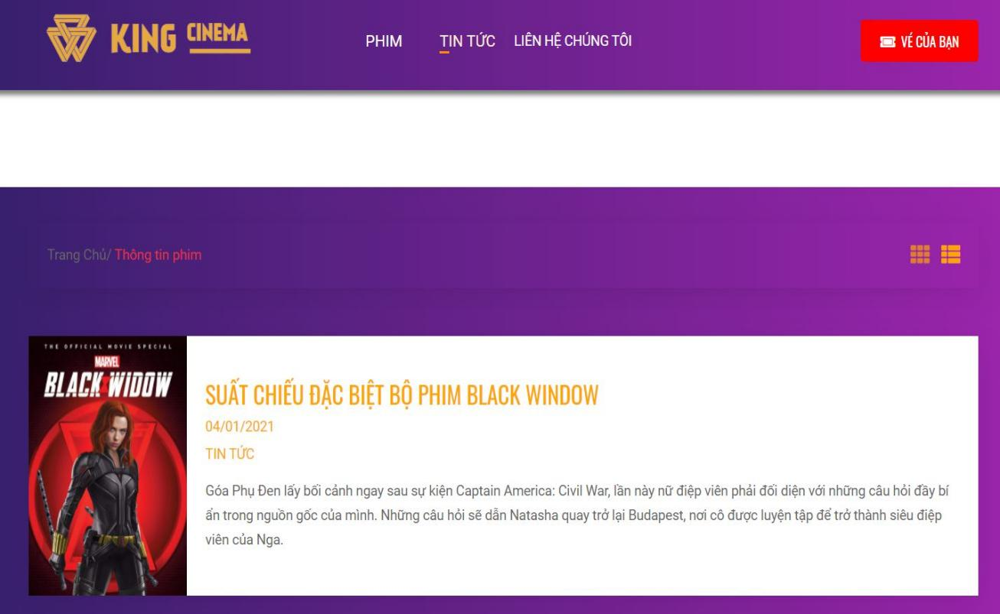 KING CINEMA
PHIM
TIN TỨC
LIÊN HỆ CHÚNG TÔI
VÉ CỦA BẠN
Trang Chủ/ Thông tin phim
THE OFFICIAL MOVIE SPECIAL
MARVEL
BLACK WIDOW
SUẤT CHIẾU ĐẶC BIỆT BỘ PHIM BLACK WINDOW
04/01/2021
TIN TỨC
Góa Phụ Đen lấy bối cảnh ngay sau sự kiện Captain America: Civil War, lần này nữ điệp viên phải đối diện với những câu hỏi đầy bí
ẩn trong nguồn gốc của mình. Những câu hỏi sẽ dẫn Natasha quay trở lại Budapest, nơi cô được luyện tập để trở thành siêu điệp
viên của Nga.